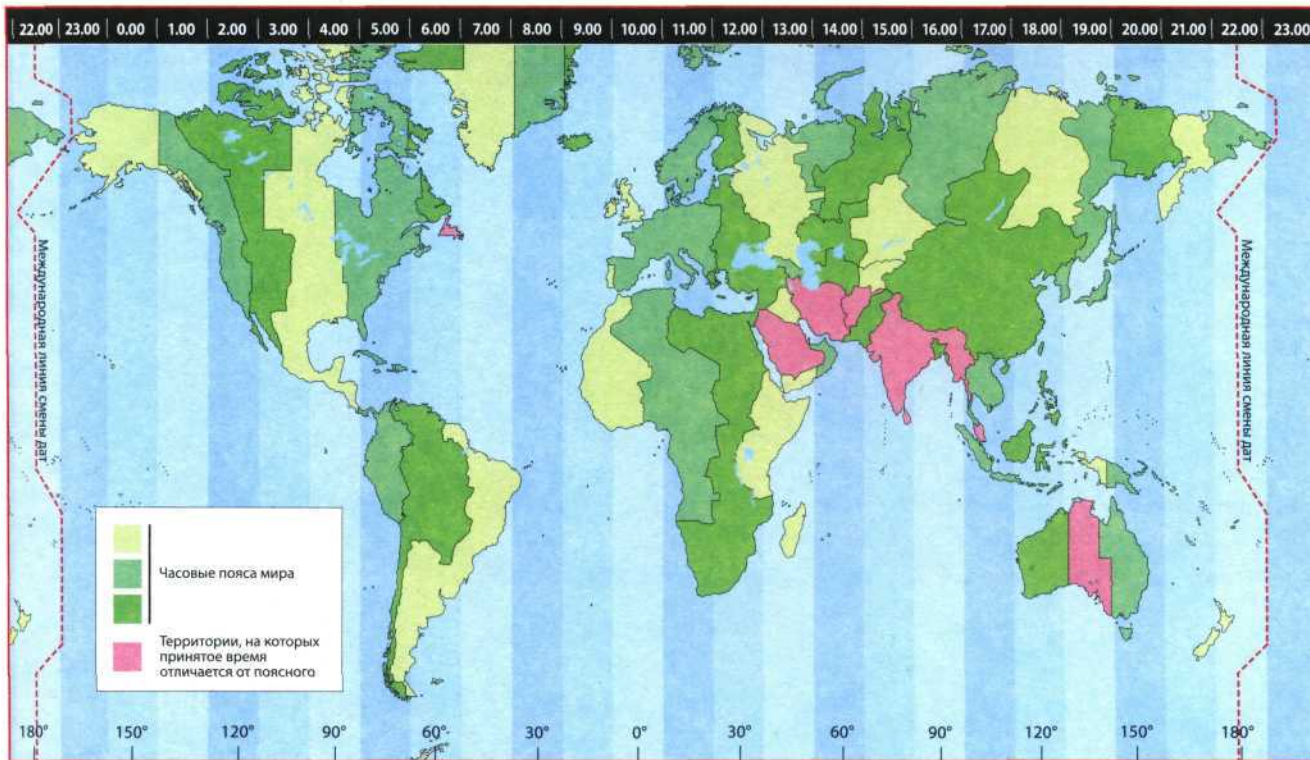 22.00 23.00 0.00 1.00 2.00 3.00 4.00 5.00 6.00 7.00 8.00 9.00 10.00 11.00 12.00 13.00 14.00 15.00 16.00 17.00 18.00 19.00 20.00 21.00 22.00 23.00
Международная линия смены дат
Международная линия смены дат
Часовые пояса мира
Территории, на которых
принятое время
отличается от поясного
180° 150° 120° 90° 60° 30° 0° 30° 60° 90° 120° 150° 180°